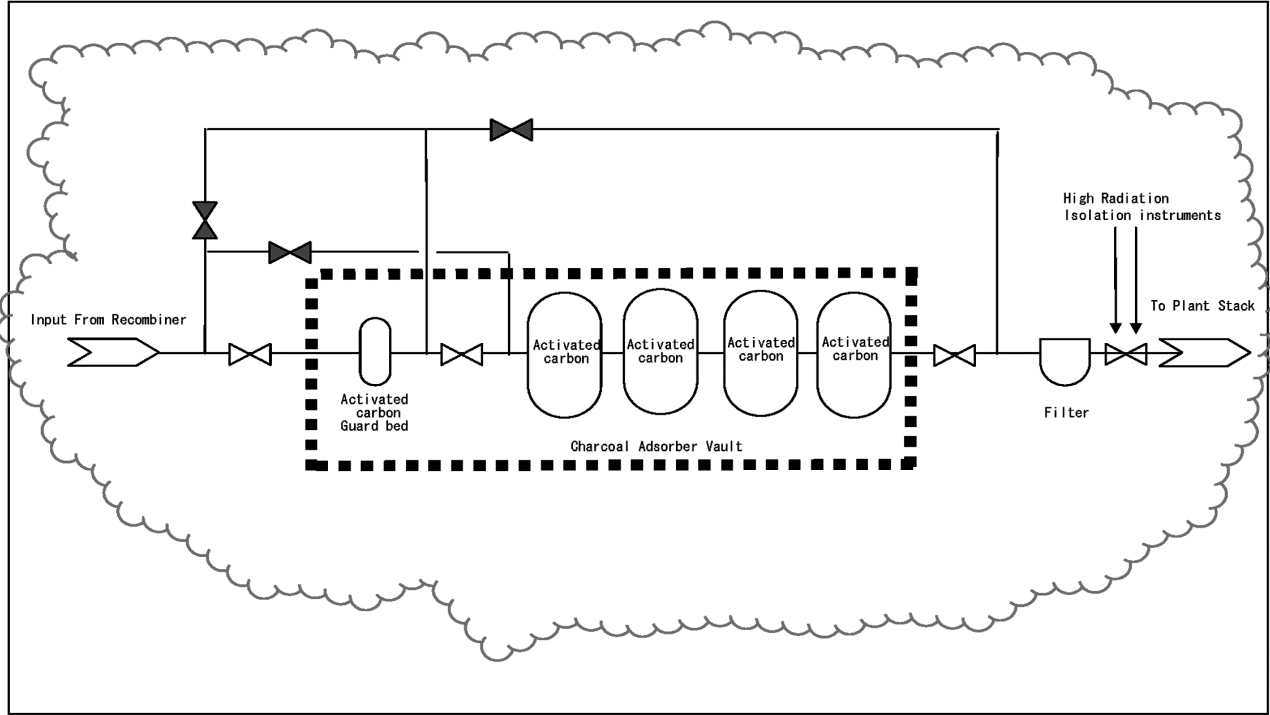 High Radiation
Isolation instruments
Input From Recombiner
To Plant Stack
Activated
carbon
Activated
carbon
Activated
carbon
Activated
carbon
Activated
carbon
Guard bed
Filter
Charcoal Adsorber Vault